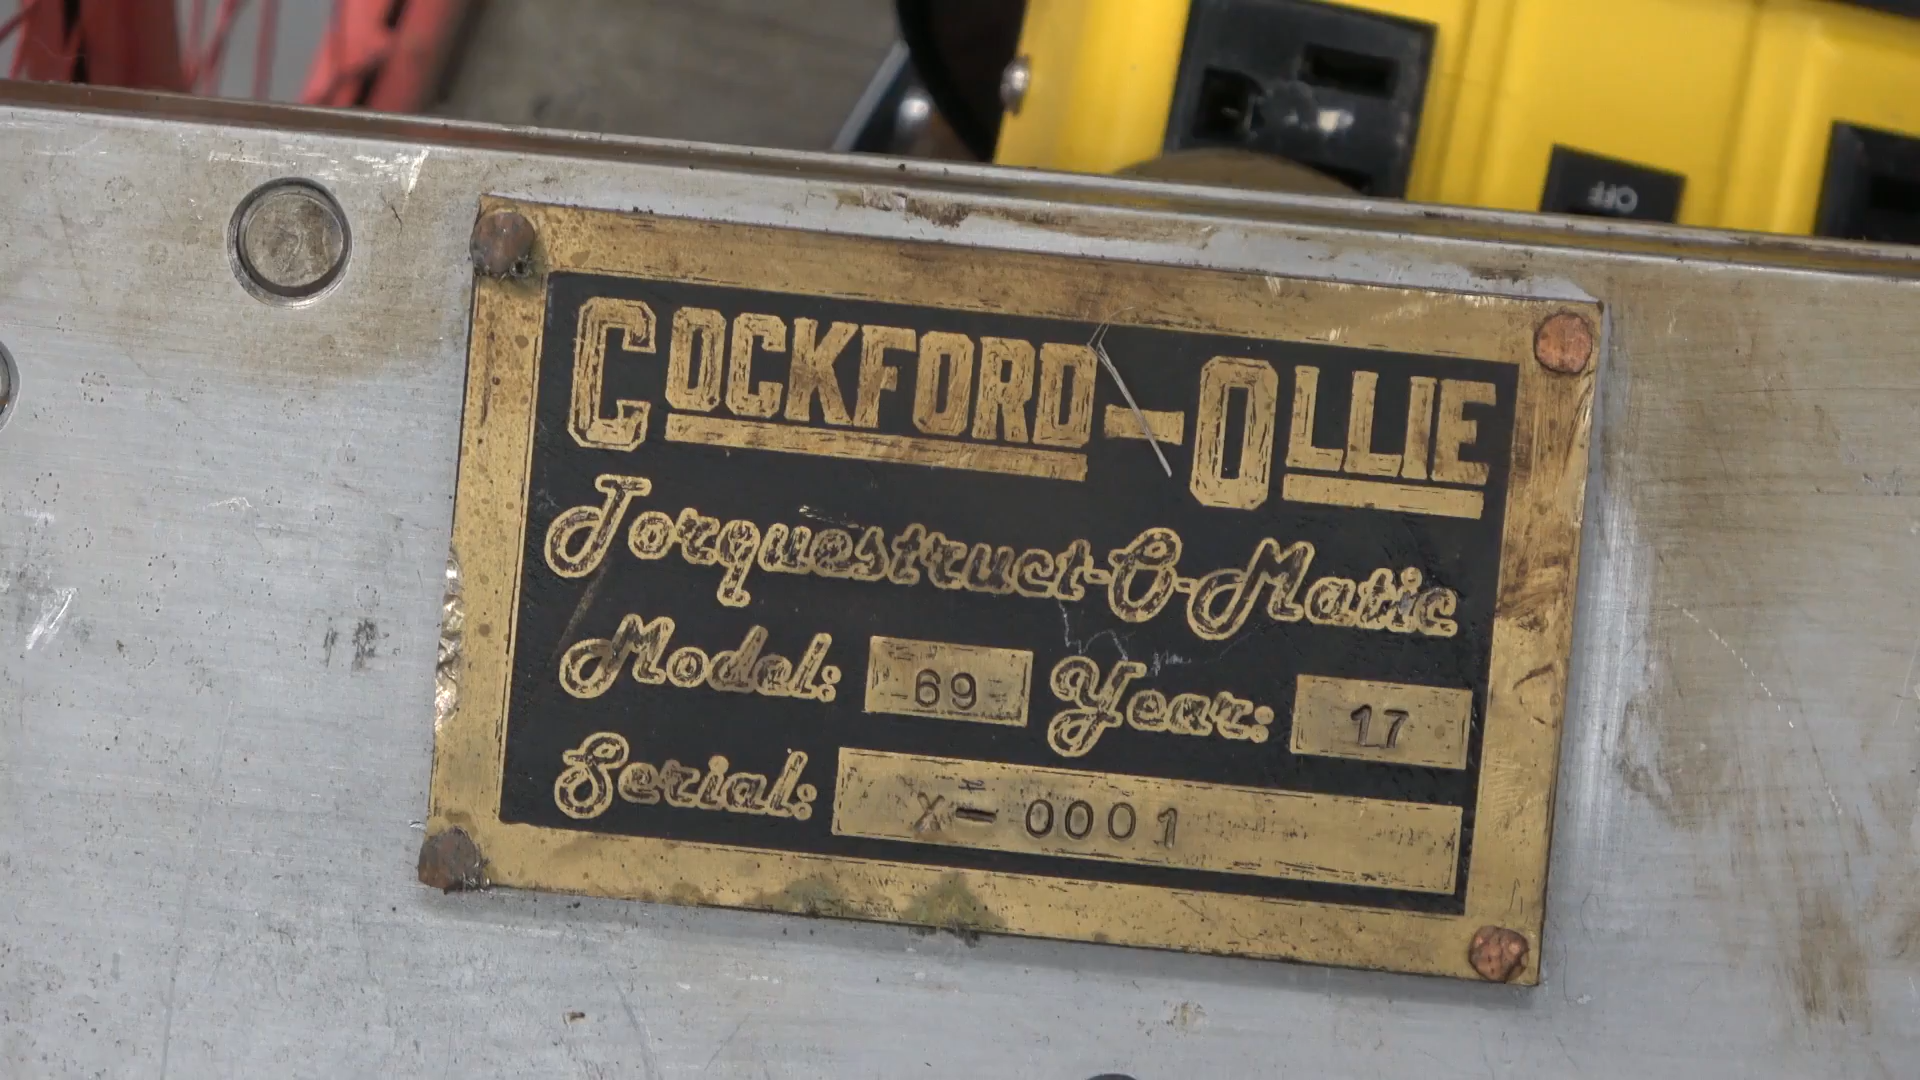 OFF
COCKFORD-OLLIE
Torquestruct-O-Matic
Model: 69 Year: 17
Serial: X-0001